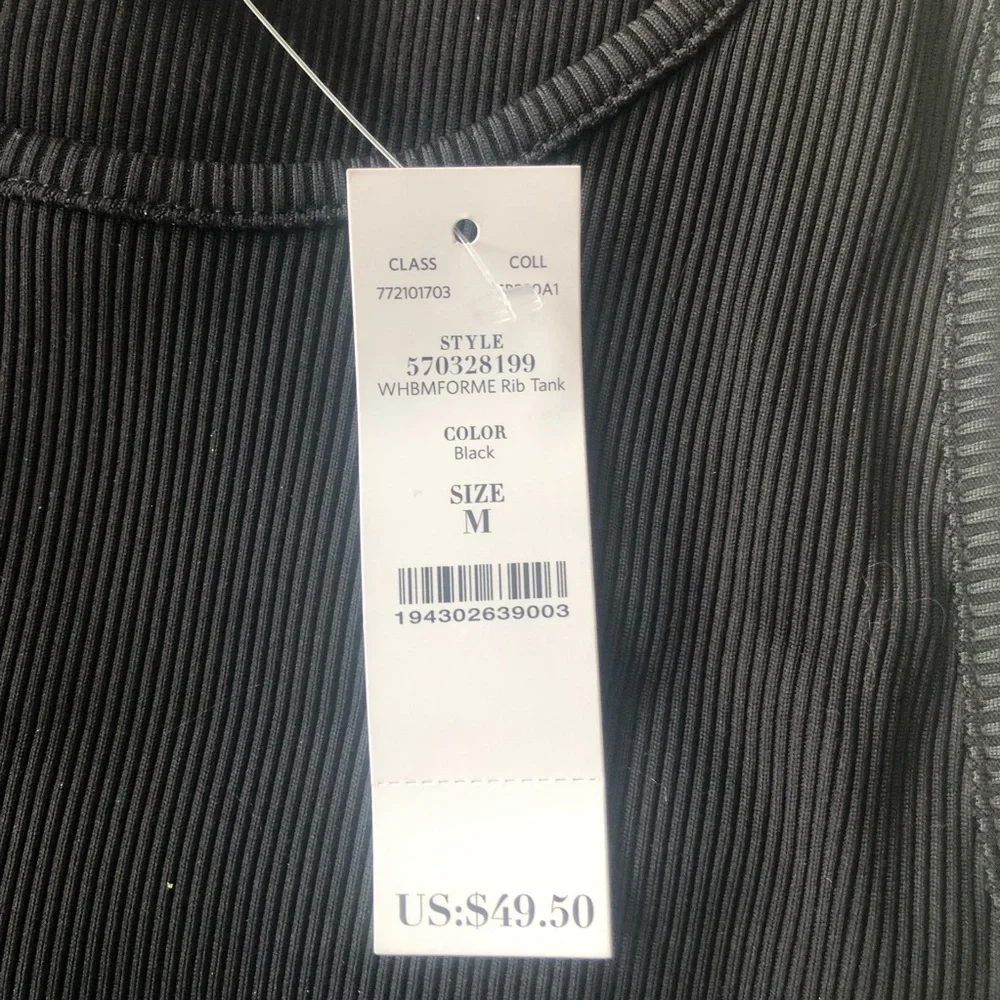 CLASS COLL
772101703
STYLE
570328199
WHBMFORME Rib Tank
COLOR
Black
SIZE
M
194302639003
US:$49.50